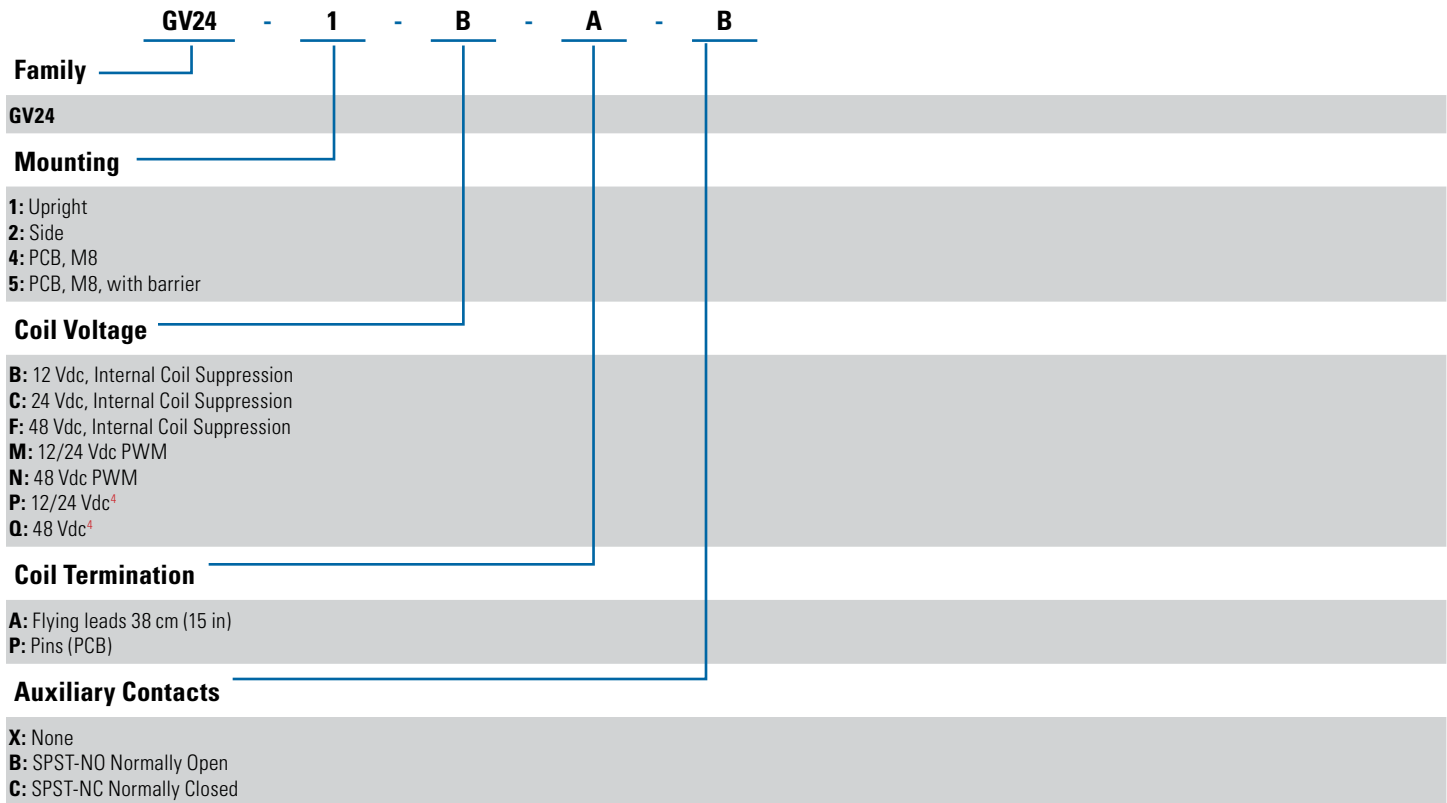 GV24 - 1 - B - A - B
Family
GV24
Mounting
1: Upright
2: Side
4: PCB, M8
5: PCB, M8, with barrier
Coil Voltage
B: 12 Vdc, Internal Coil Suppression
C: 24 Vdc, Internal Coil Suppression
F: 48 Vdc, Internal Coil Suppression
M: 12/24 Vdc PWM
N: 48 Vdc PWM
P: 12/24 Vdc4
Q: 48 Vdc4
Coil Termination
A: Flying leads 38 cm (15 in)
P: Pins (PCB)
Auxiliary Contacts
X: None
B: SPST-NO Normally Open
C: SPST-NC Normally Closed